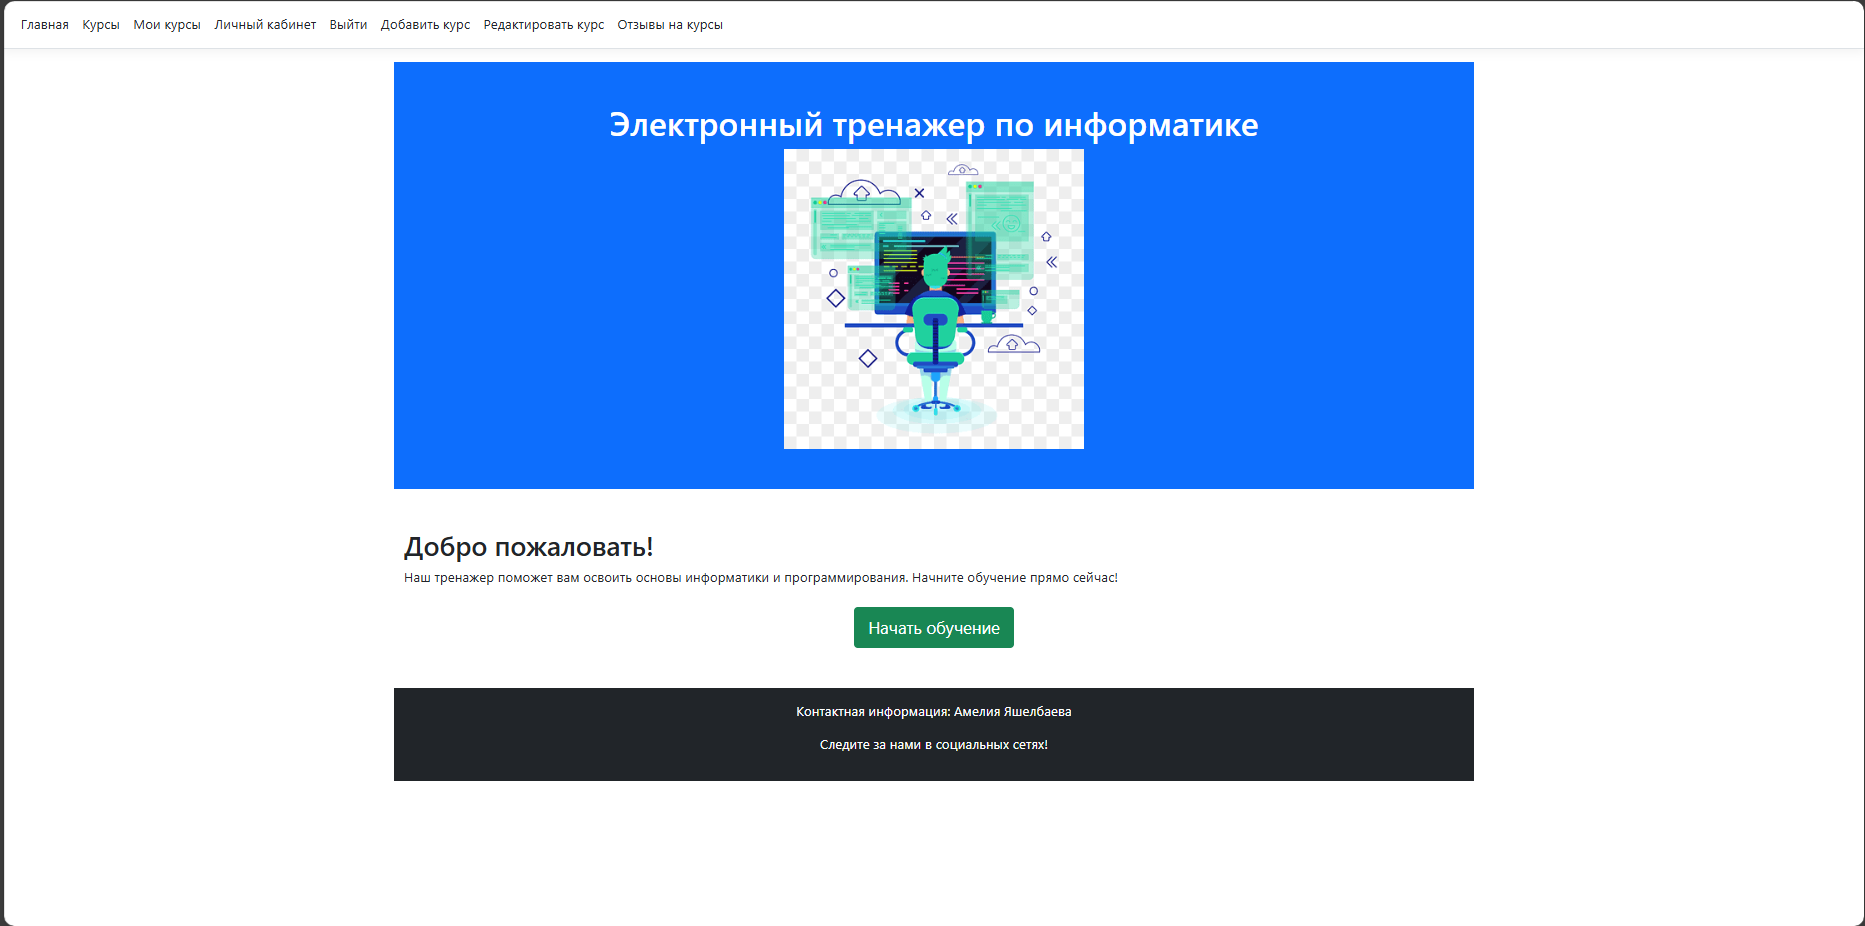 Главная Курсы Мои курсы Личный кабинет Выйти Добавить курс Редактировать курс Отзывы на курсы
Электронный тренажер по информатике
Добро пожаловать!
Наш тренажер поможет вам освоить основы информатики и программирования. Начните обучение прямо сейчас!
Начать обучение
Контактная информация: Амелия Яшелбаева
Следите за нами в социальных сетях!